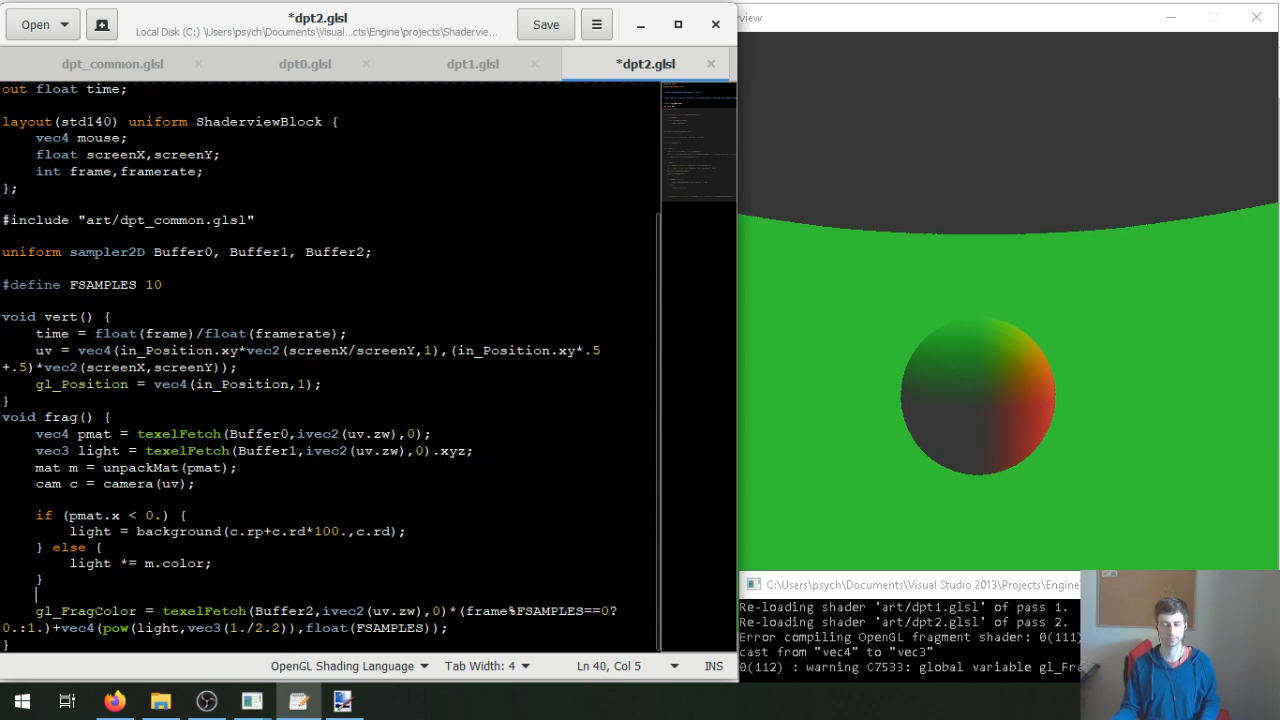 Open
*dpt2.glsl
Local Disk (C:) \Users\psych\Documents\Visual...cts\Engine\projects\Shadervie...
Save
view
dpt_common.glsl
dpt0.glsl
dpt1.glsl
*dpt2.glsl
out float time;
layout(std140) uniform ShaderviewBlock {
vec4 mouse;
float screenX,screenY;
int frame,framerate;
};
#include "art/dpt_common.glsl"
uniform sampler2D Buffer0, Buffer1, Buffer2;
#define FSAMPLES 10
void vert() {
time = float(frame)/float(framerate);
uv = vec4(in_Position.xy*vec2(screenX/screenY,1),(in_Position.xy*.5
+.5)*vec2(screenX,screenY));
gl_Position = vec4(in_Position,1);
}
void frag() {
vec4 pmat = texelFetch(Buffer0,ivec2(uv.zw),0);
vec3 light = texelFetch(Buffer1,ivec2(uv.zw),0).xyz;
mat m = unpackMat(pmat);
cam c = camera(uv);
if (pmat.x < 0.) {
light = background(c.rp+c.rd*100.,c.rd);
} else {
light *= m.color;
}
gl_FragColor = texelFetch(Buffer2,ivec2(uv.zw),0)*(frame%FSAMPLES==0?
0.:1.)+vec4(pow(light,vec3(1./2.2)),float(FSAMPLES));
}
OpenGL Shading Language
Tab Width: 4
Ln 40, Col 5
INS
C:\Users\psych\Documents\Visual Studio 2013\Projects\Engine
Re-loading shader 'art/dpt1.glsl' of pass 1.
Re-loading shader 'art/dpt2.glsl' of pass 2.
Error compiling OpenGL fragment shader: 0(111)
cast from "vec4" to "vec3"
0(112) : warning C7533: global variable gl_Fra